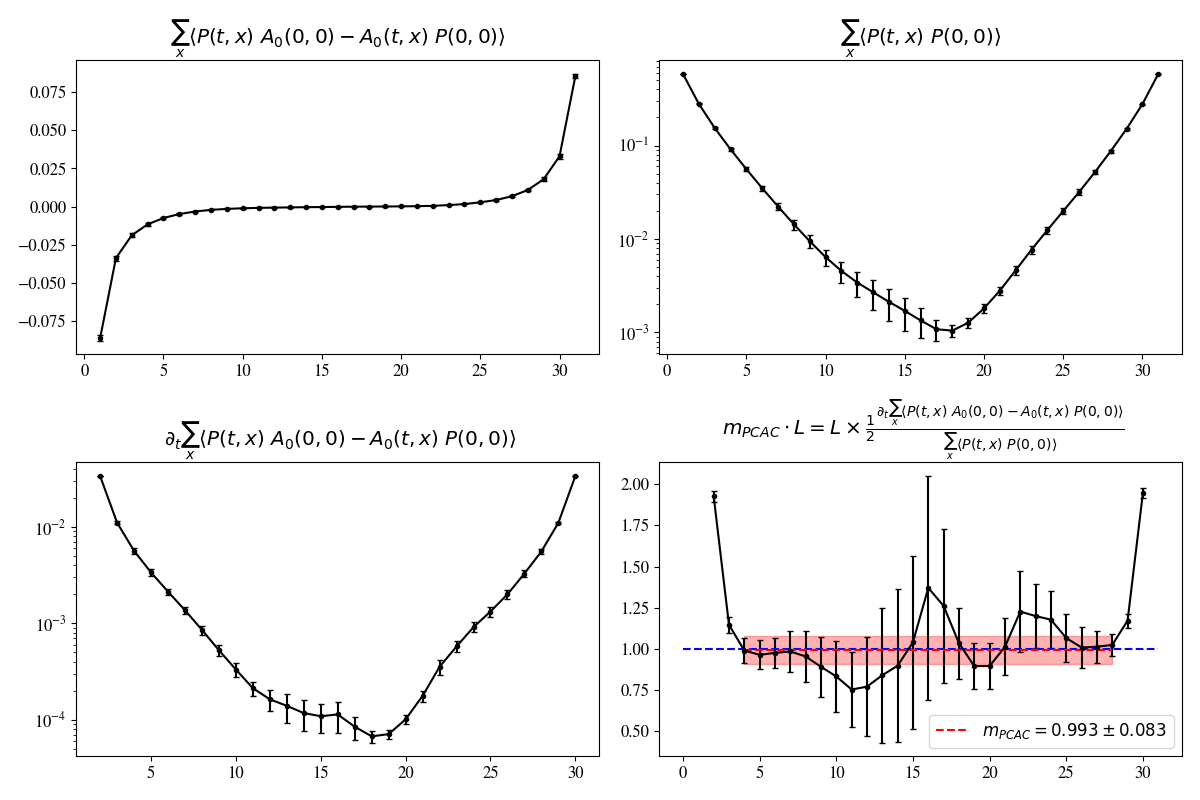 ∑ₓ⟨P(t, x) A₀(0, 0) − A₀(t, x) P(0, 0)⟩
0.075
0.050
0.025
0.000
−0.025
−0.050
−0.075
0 5 10 15 20 25 30
∑ₓ⟨P(t, x) P(0, 0)⟩
10⁻¹
10⁻²
10⁻³
0 5 10 15 20 25 30
∂ₜ∑ₓ⟨P(t, x) A₀(0, 0) − A₀(t, x) P(0, 0)⟩
10⁻²
10⁻³
10⁻⁴
5 10 15 20 25 30
m_PCAC · L = L × 1/2 ∂ₜ∑ₓ⟨P(t, x) A₀(0, 0) − A₀(t, x) P(0, 0)⟩ / ∑ₓ⟨P(t, x) P(0, 0)⟩
2.00
1.75
1.50
1.25
1.00
0.75
0.50
m_PCAC = 0.993 ± 0.083
0 5 10 15 20 25 30